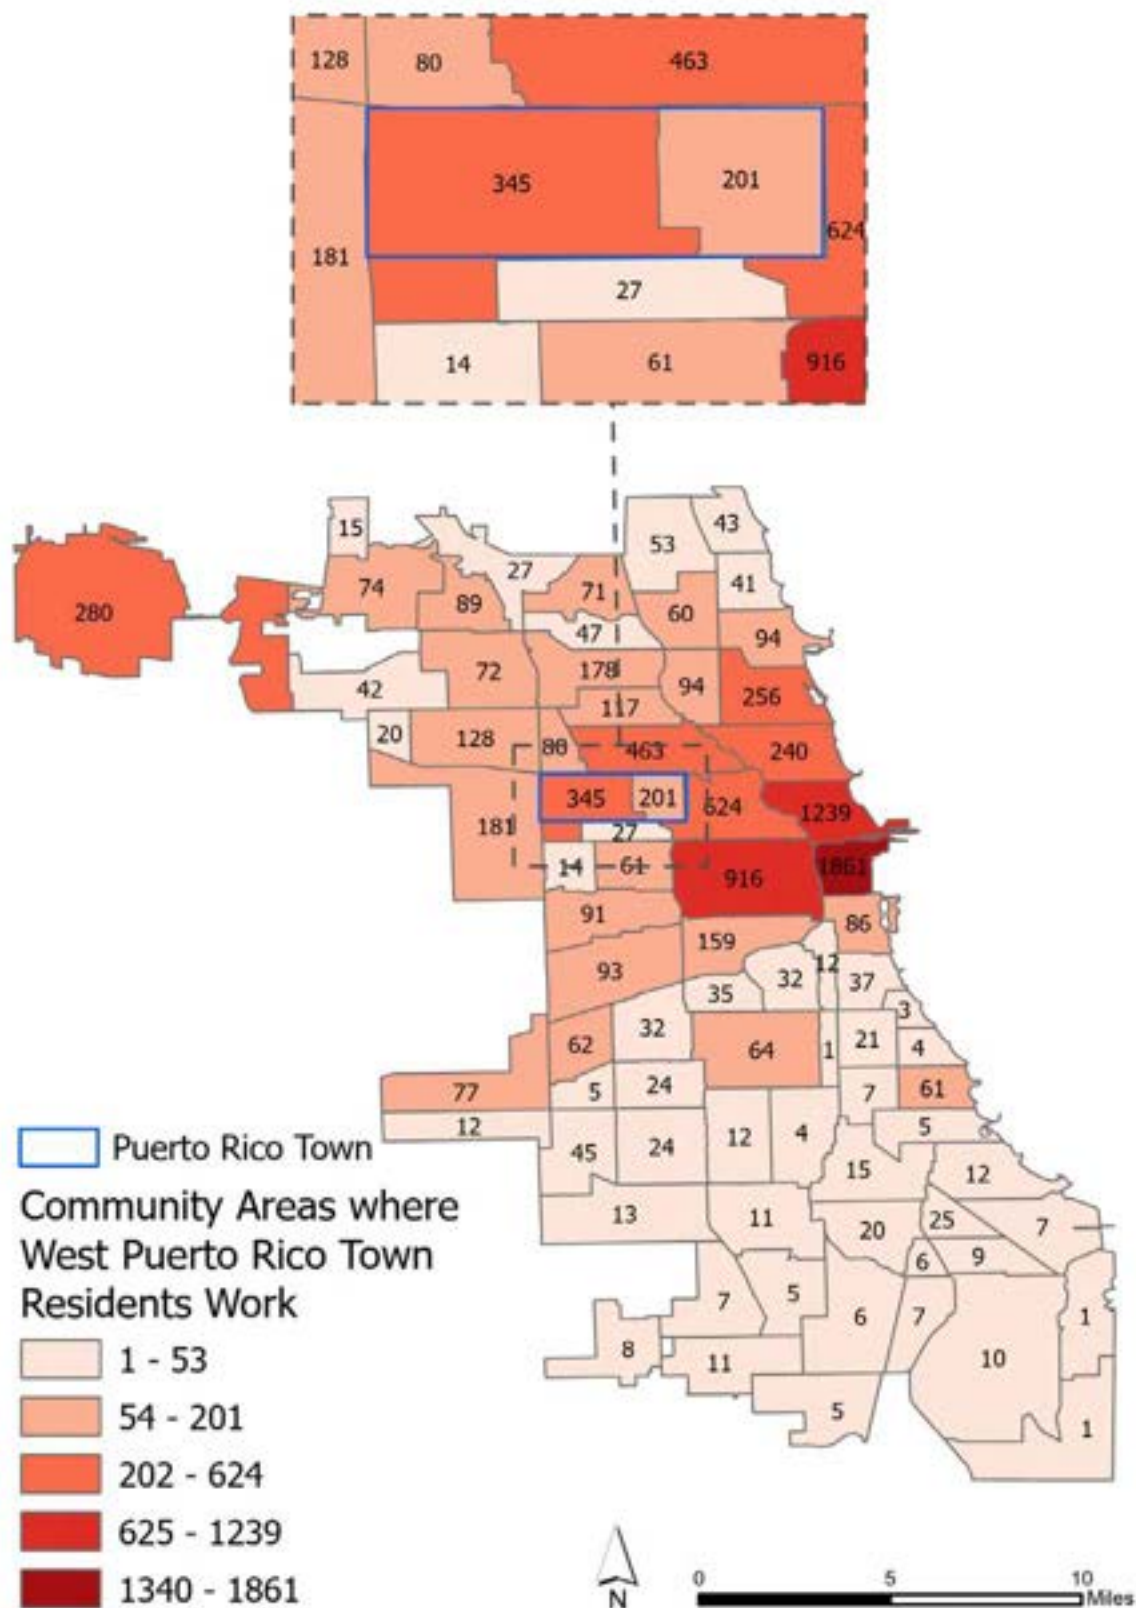 128 80 463
345 201
624
181
27
14 61 916
15 43
53
27 41
74 71
89 60
280 94
47
72 178 94
42 256
117
20 128 80 463 240
345 201 624 1239
181 27
14 61 916 1861
91 86
159
93 32 12 37
35 3
32 21
62 64 1 4
77 5 24 7 61
12 5
45 24 12 4
15 12
13 11 20 25 7
6 9
7 5 6 7 1
8 11 10
5 1
Puerto Rico Town
Community Areas where
West Puerto Rico Town
Residents Work
1 - 53
54 - 201
202 - 624
625 - 1239
1340 - 1861
N
0 5 10
Miles